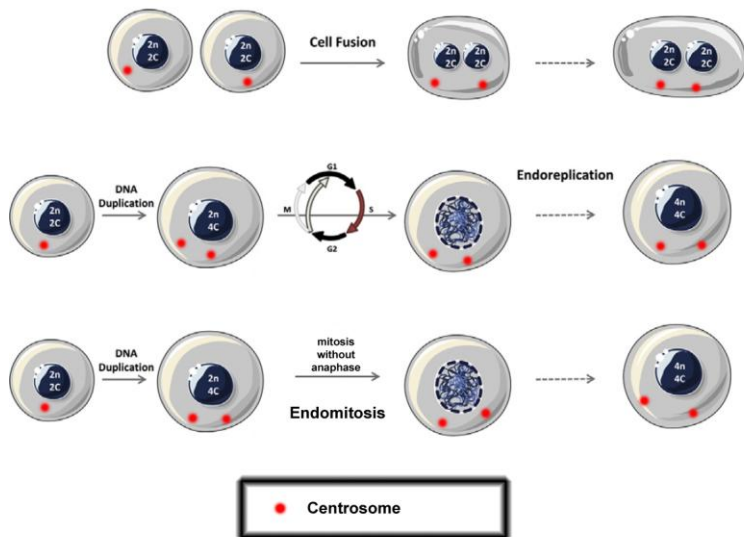 2n
2C
2n
2C
Cell Fusion
2n
2C
2n
2C
2n
2C
2n
2C
2n
2C
DNA
Duplication
2n
4C
G1
M
S
G2
Endoreplication
4n
4C
2n
2C
DNA
Duplication
2n
4C
mitosis
without
anaphase
Endomitosis
4n
4C
Centrosome